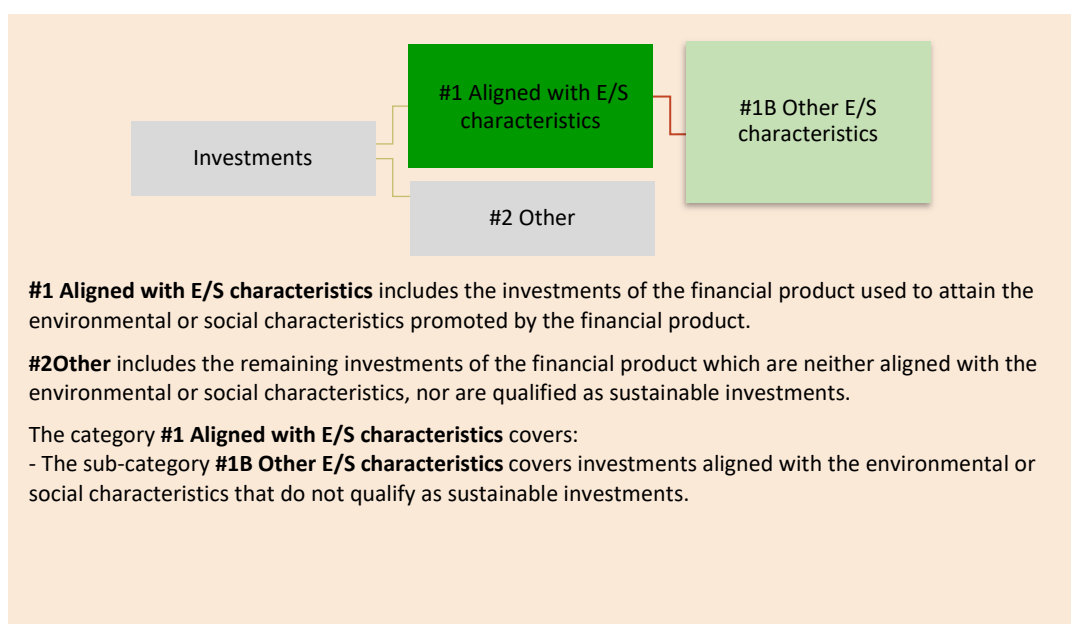 #1 Aligned with E/S
characteristics
#1B Other E/S
characteristics
Investments
#2 Other
#1 Aligned with E/S characteristics includes the investments of the financial product used to attain the
environmental or social characteristics promoted by the financial product.
#2Other includes the remaining investments of the financial product which are neither aligned with the
environmental or social characteristics, nor are qualified as sustainable investments.
The category #1 Aligned with E/S characteristics covers:
- The sub-category #1B Other E/S characteristics covers investments aligned with the environmental or
social characteristics that do not qualify as sustainable investments.